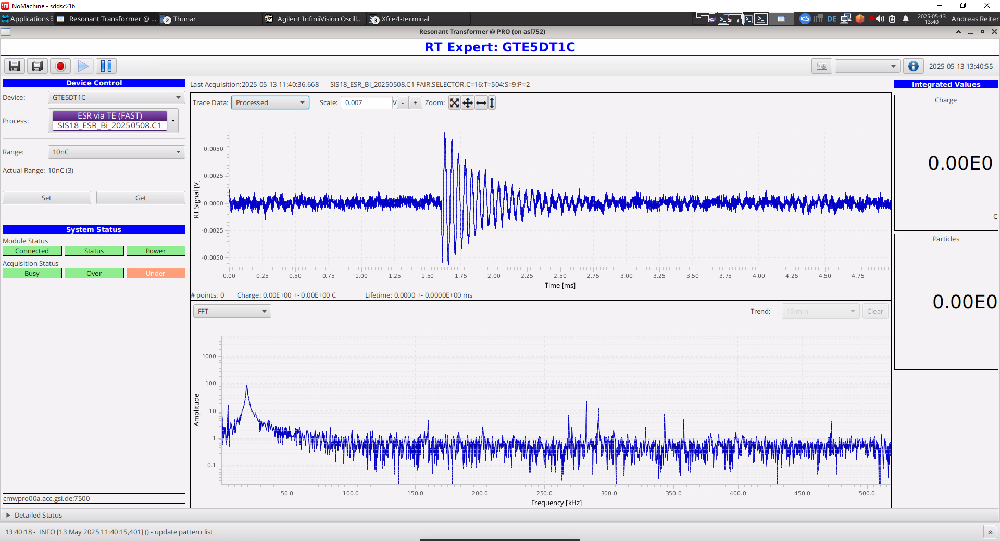 NoMachine - sddsc216
Applications
Resonant Transformer @ ...
2 Thunar
Agilent InfiniiVision Oscill...
3 Xfce4-terminal
DE
2025-05-13
13:40
Andreas Reiter
Resonant Transformer @ PRO (on asl752)
RT Expert: GTE5DT1C
2025-05-13 13:40:55
Device Control
Device: GTE5DT1C
Process: ESR via TE (FAST)
SIS18_ESR_Bi_20250508.C1
Range: 10nC
Actual Range: 10nC (3)
Set Get
System Status
Module Status
Connected Status Power
Acquisition Status
Busy Over Under
cmwpro00a.acc.gsi.de:7500
Last Acquisition:2025-05-13 11:40:36.668 SIS18_ESR_Bi_20250508.C1 FAIR.SELECTOR.C=16:T=504:S=9:P=2
Trace Data: Processed Scale: 0.007 V - + Zoom:
RT Signal [V]
0.0050
0.0025
0.0000
-0.0025
-0.0050
0.00 0.25 0.50 0.75 1.00 1.25 1.50 1.75 2.00 2.25 2.50 2.75 3.00 3.25 3.50 3.75 4.00 4.25 4.50 4.75
Time [ms]
# points: 0 Charge: 0.00E+00 +- 0.00E+00 C Lifetime: 0.0000 +- 0.0000E+00 ms
FFT Trend: 10 min Clear
Amplitude
1000
100
10
1
0.1
50.0 100.0 150.0 200.0 250.0 300.0 350.0 400.0 450.0 500.0
Frequency [kHz]
Integrated Values
Charge
0.00E0
C
Particles
0.00E0
Detailed Status
13:40:18 - INFO [13 May 2025 11:40:15,401] () - update pattern list